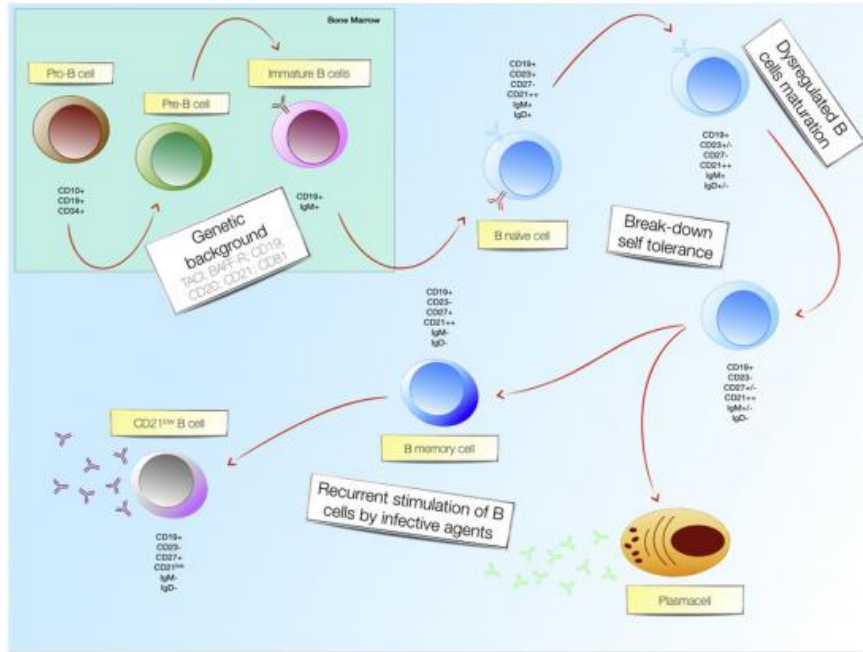 Bone Marrow
Pro-B cell
Pre-B cell
Immature B cells
CD10+
CD19+
CD34+
CD19+
IgM+
Genetic
background
TACI; BAFF-R; CD19;
CD20; CD21; CD81
CD19+
CD23+
CD27-
CD21++
IgM+
IgD+
B naïve cell
CD19+
CD23+/-
CD27-
CD21++
IgM+
IgD+/-
Dysregulated B
cells maturation
Break-down
self tolerance
CD19+
CD23-
CD27+/-
CD21++
IgM+/-
IgD-
CD19+
CD23-
CD27+
CD21++
IgM-
IgD-
B memory cell
CD21low B cell
CD19+
CD23-
CD27+
CD21low
IgM-
IgD-
Recurrent stimulation of B
cells by infective agents
Plasmacell